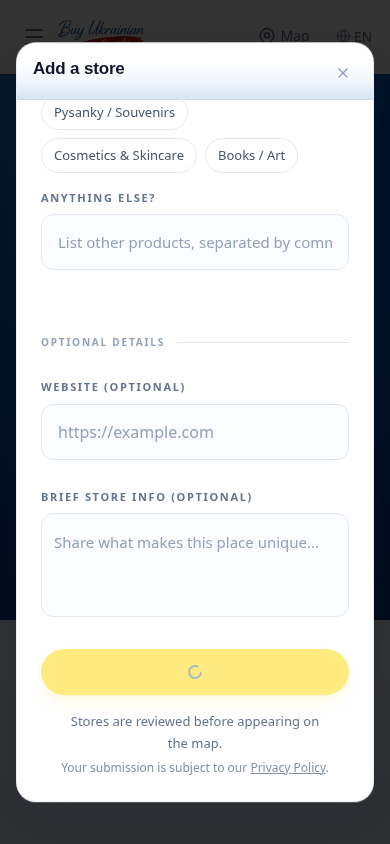 Buy Ukrainian
Map
EN
Add a store
Pysanky / Souvenirs
Cosmetics & Skincare
Books / Art
ANYTHING ELSE?
List other products, separated by comm
OPTIONAL DETAILS
WEBSITE (OPTIONAL)
https://example.com
BRIEF STORE INFO (OPTIONAL)
Share what makes this place unique...
Stores are reviewed before appearing on
the map.
Your submission is subject to our Privacy Policy.